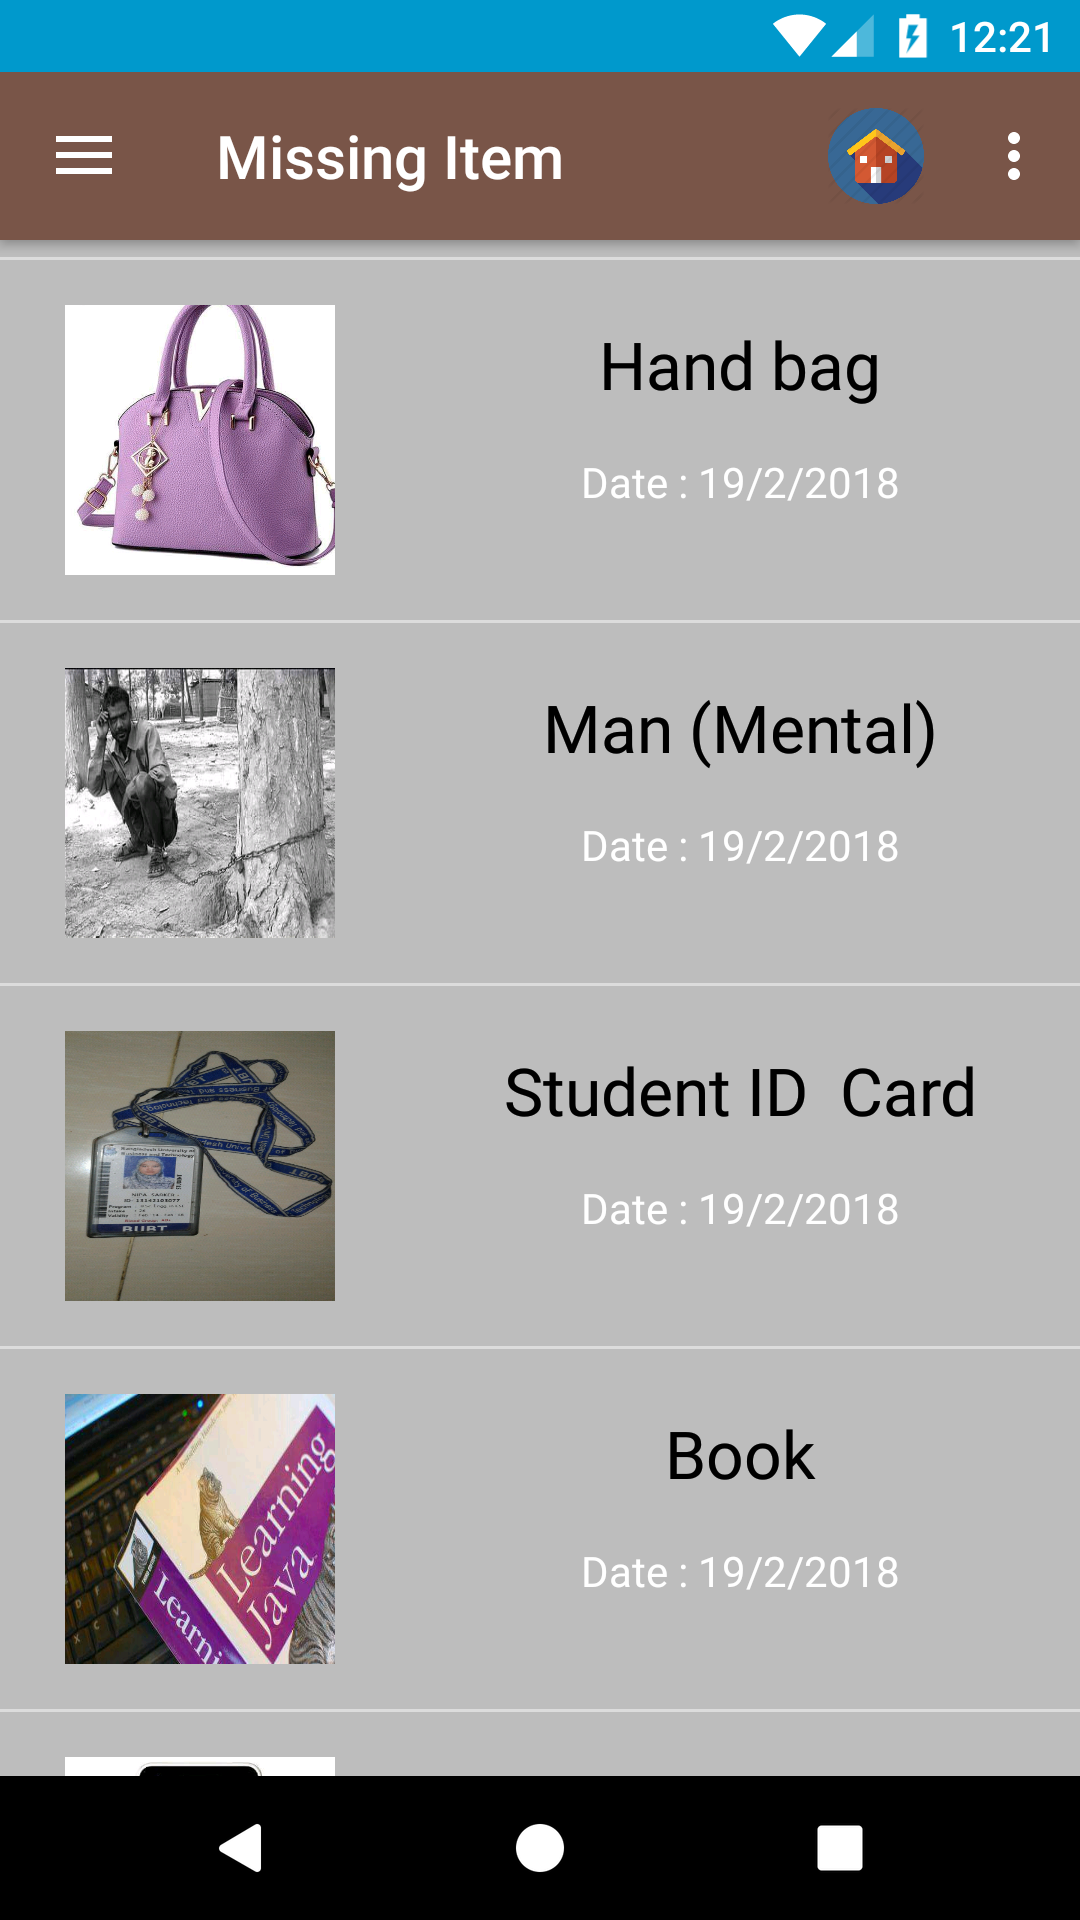 12:21
Missing Item
Hand bag
Date : 19/2/2018
Man (Mental)
Date : 19/2/2018
Student ID  Card
Date : 19/2/2018
BUBT
Book
Date : 19/2/2018
Learning
Java
Learni